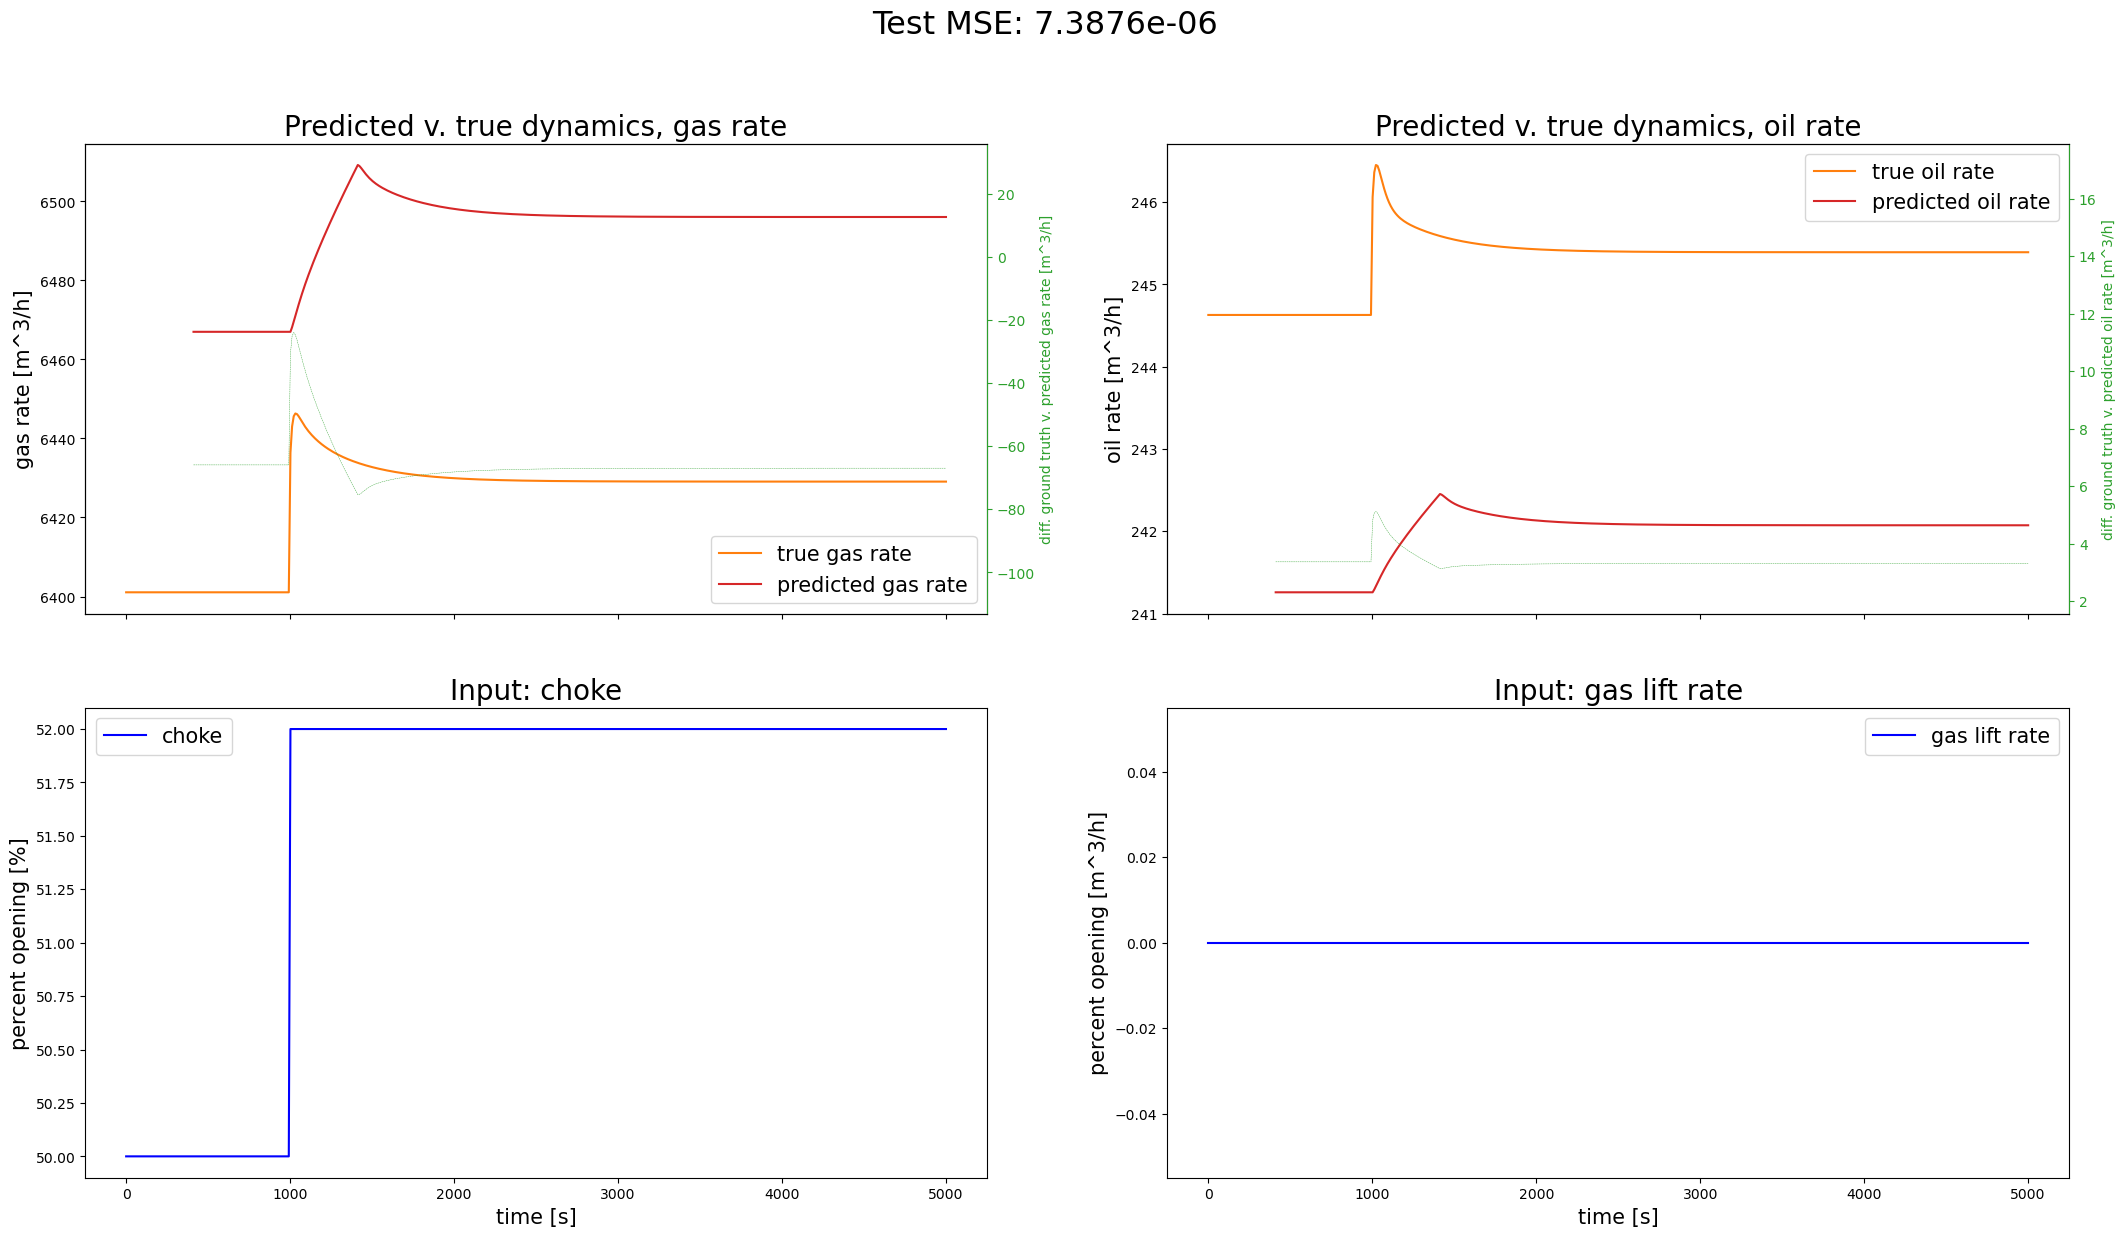 Test MSE: 7.3876e-06
Predicted v. true dynamics, gas rate
gas rate [m^3/h]
6500
6480
6460
6440
6420
6400
20
0
−20
−40
−60
−80
−100
diff. ground truth v. predicted gas rate [m^3/h]
true gas rate
predicted gas rate
Predicted v. true dynamics, oil rate
oil rate [m^3/h]
246
245
244
243
242
241
16
14
12
10
8
6
4
2
diff. ground truth v. predicted oil rate [m^3/h]
true oil rate
predicted oil rate
Input: choke
percent opening [%]
52.00
51.75
51.50
51.25
51.00
50.75
50.50
50.25
50.00
choke
0 1000 2000 3000 4000 5000
time [s]
Input: gas lift rate
percent opening [m^3/h]
0.04
0.02
0.00
−0.02
−0.04
gas lift rate
0 1000 2000 3000 4000 5000
time [s]